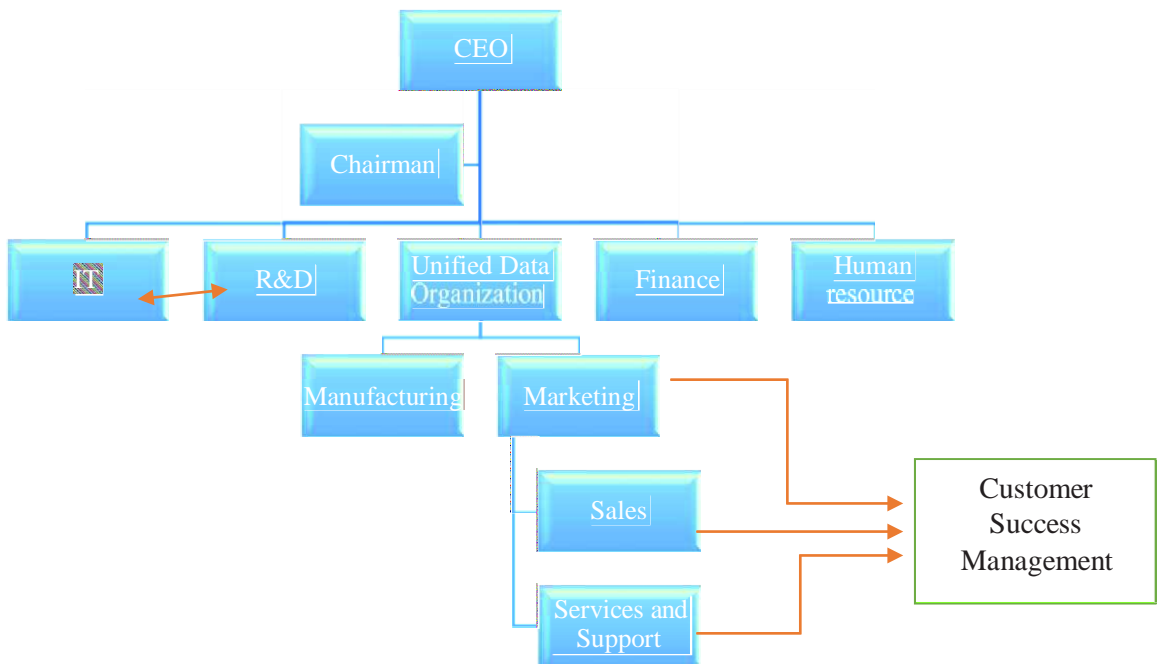 CEO
Chairman
IT
R&D
Unified Data
Organization
Finance
Human
resource
Manufacturing
Marketing
Sales
Services and
Support
Customer
Success
Management